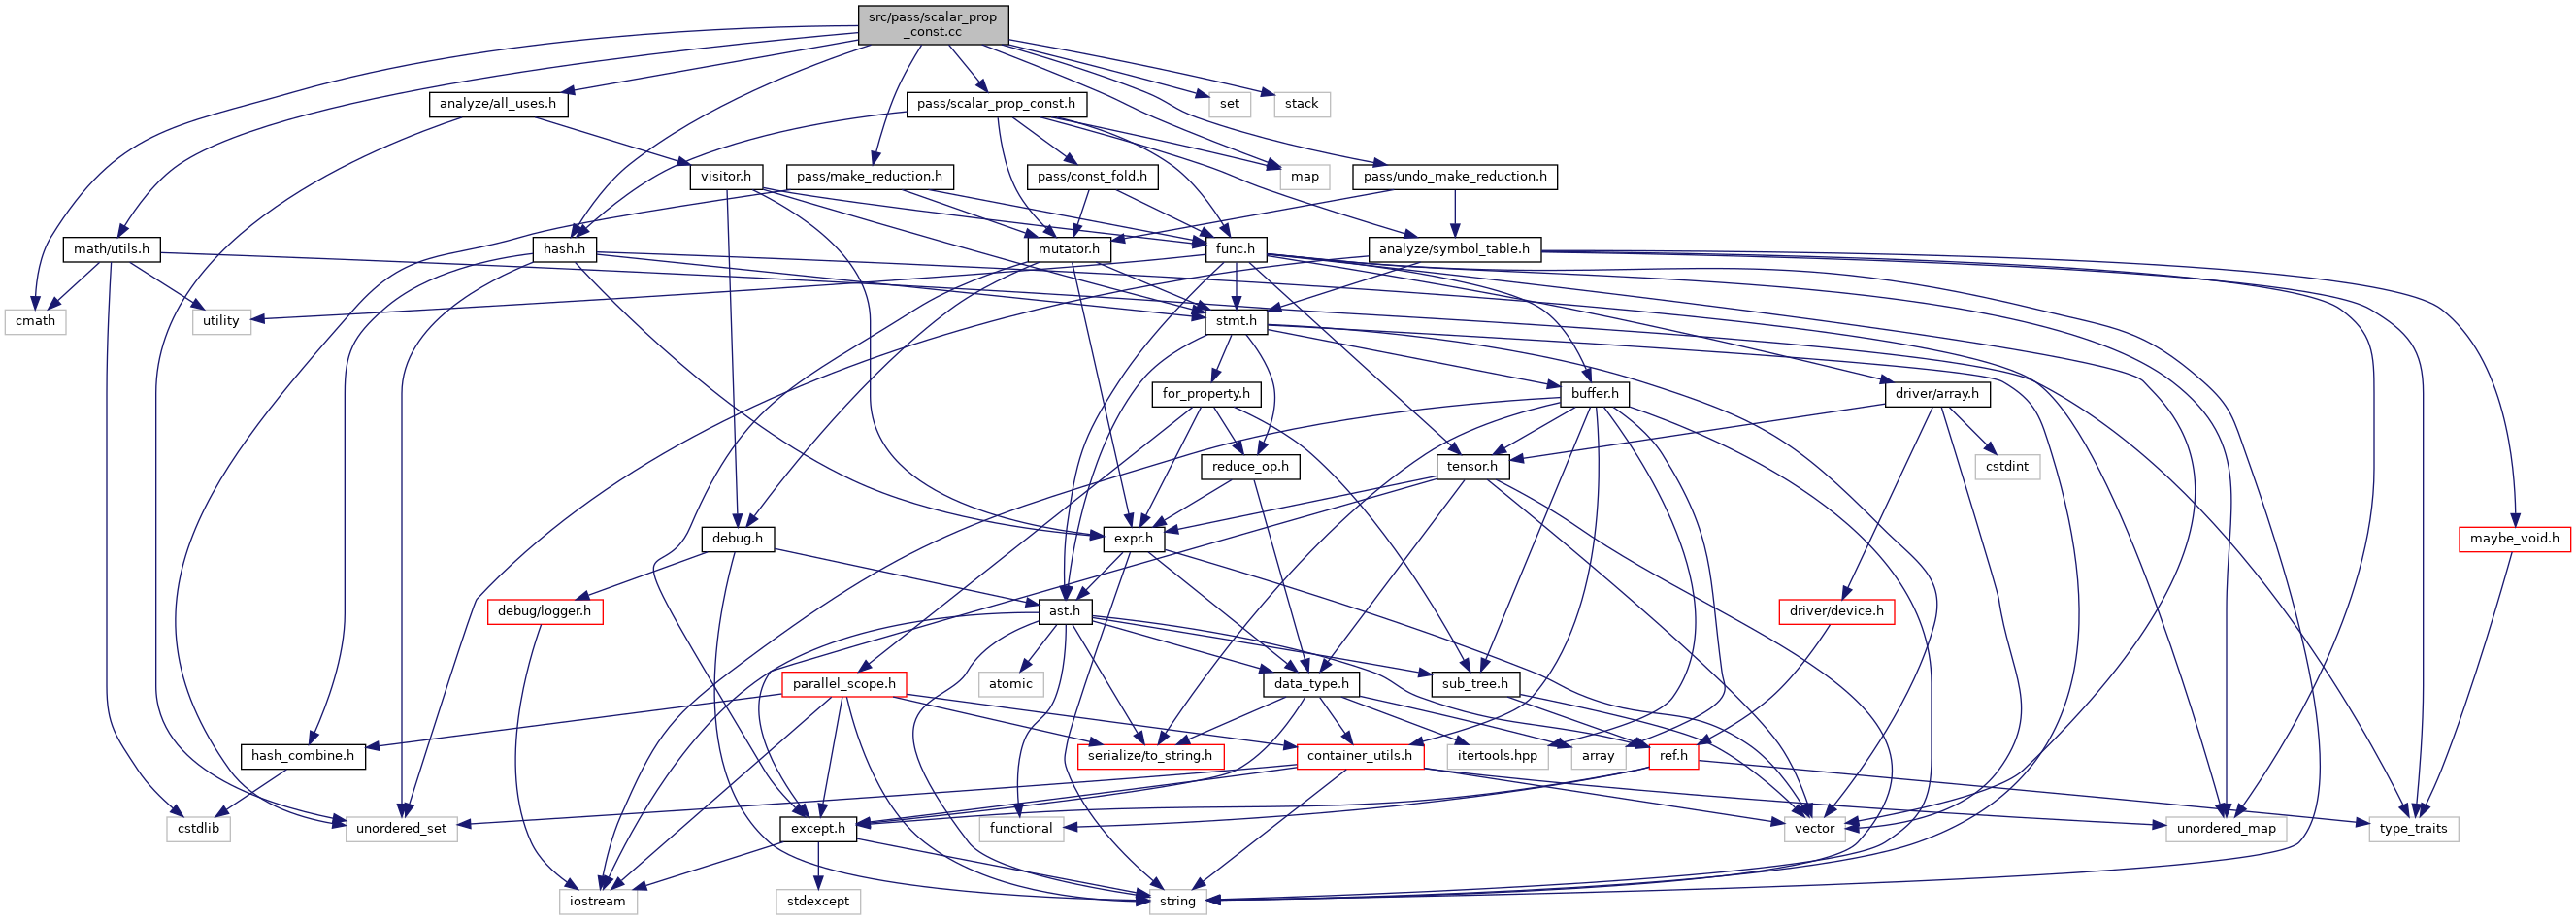 src/pass/scalar_prop
_const.cc
analyze/all_uses.h
pass/scalar_prop_const.h
set
stack
visitor.h
pass/make_reduction.h
pass/const_fold.h
map
pass/undo_make_reduction.h
math/utils.h
hash.h
mutator.h
func.h
analyze/symbol_table.h
cmath
utility
stmt.h
for_property.h
buffer.h
driver/array.h
reduce_op.h
tensor.h
cstdint
debug.h
expr.h
maybe_void.h
debug/logger.h
ast.h
driver/device.h
parallel_scope.h
atomic
data_type.h
sub_tree.h
hash_combine.h
serialize/to_string.h
container_utils.h
itertools.hpp
array
ref.h
cstdlib
unordered_set
except.h
functional
vector
unordered_map
type_traits
iostream
stdexcept
string